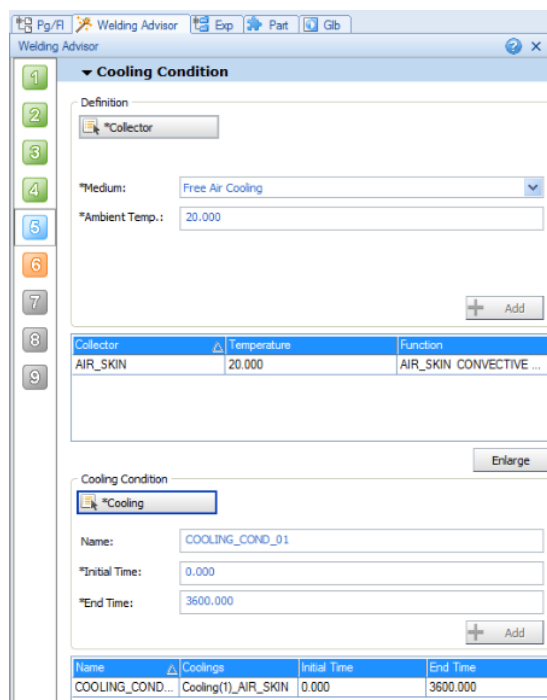 Pg/Fl Welding Advisor Exp Part Glb
Welding Advisor
1
Cooling Condition
Definition
2
*Collector
3
4
*Medium: Free Air Cooling
5
*Ambient Temp.: 20.000
6
7
Add
8
Collector Temperature Function
AIR_SKIN 20.000 AIR_SKIN CONVECTIVE ...
9
Enlarge
Cooling Condition
*Cooling
Name: COOLING_COND_01
*Initial Time: 0.000
*End Time: 3600.000
Add
Name Coolings Initial Time End Time
COOLING_COND... Cooling(1)_AIR_SKIN 0.000 3600.000